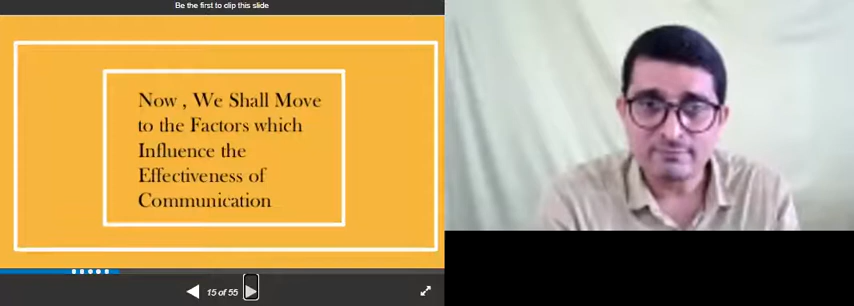 Be the first to clip this slide
Now , We Shall Move
to the Factors which
Influence the
Effectiveness of
Communication
15 of 55